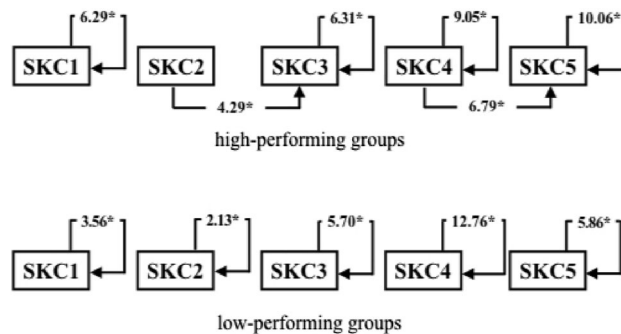 6.29* 6.31* 9.05* 10.06*
SKC1 SKC2 SKC3 SKC4 SKC5
4.29* 6.79*
high-performing groups
3.56* 2.13* 5.70* 12.76* 5.86*
SKC1 SKC2 SKC3 SKC4 SKC5
low-performing groups